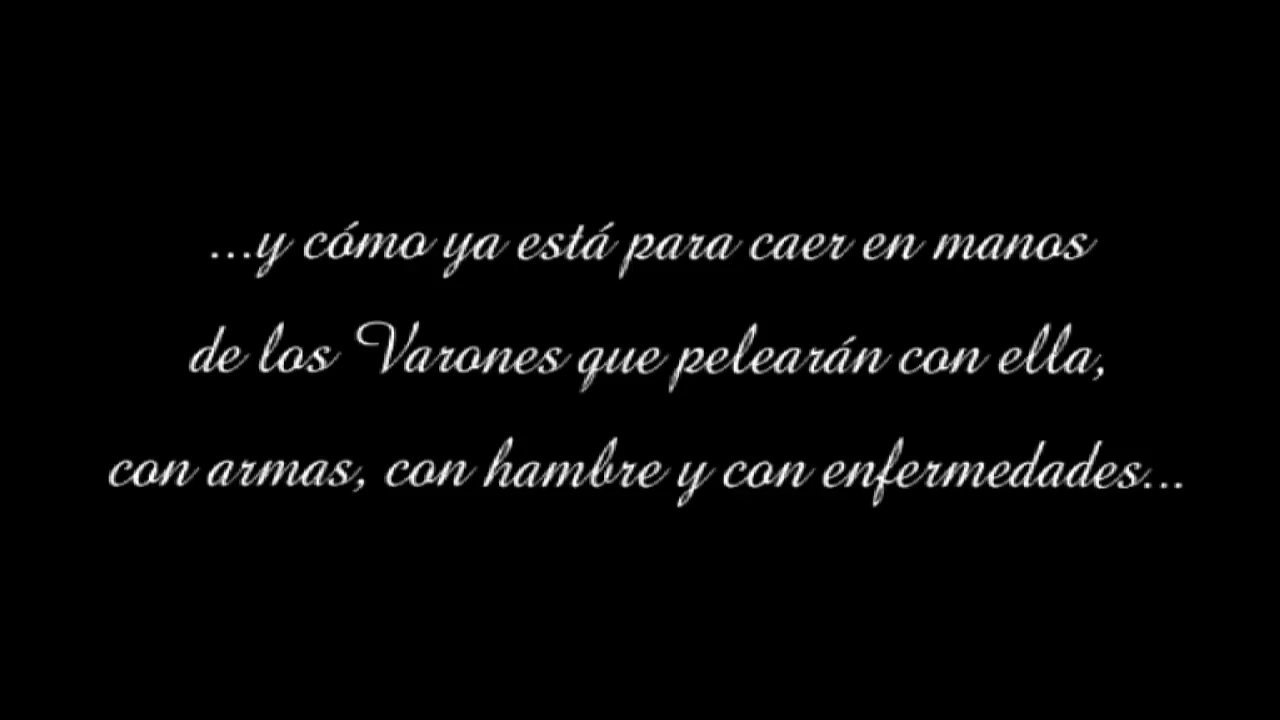 ...y cómo ya está para caer en manos
de los Varones que pelearán con ella,
con armas, con hambre y con enfermedades...